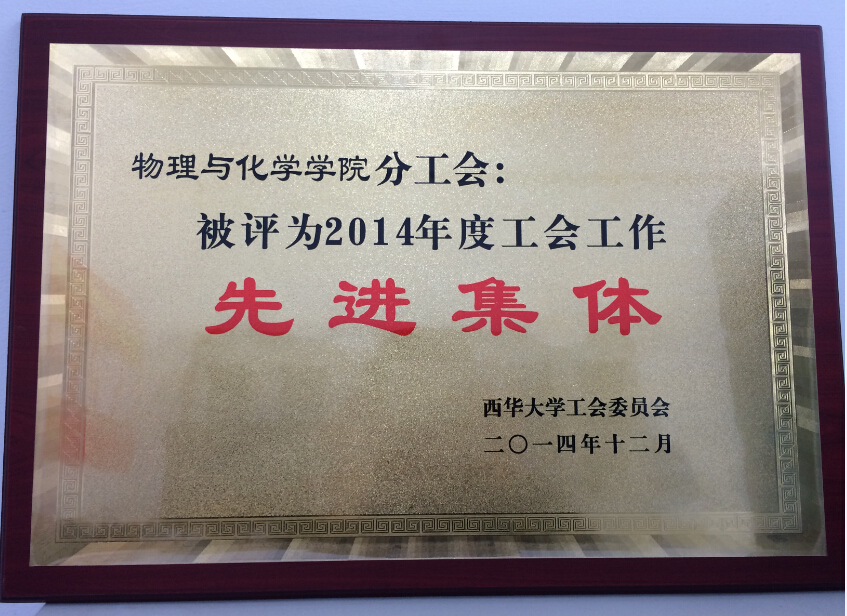 物理与化学学院分工会：
被评为2014年度工会工作
先进集体
西华大学工会委员会
二〇一四年十二月